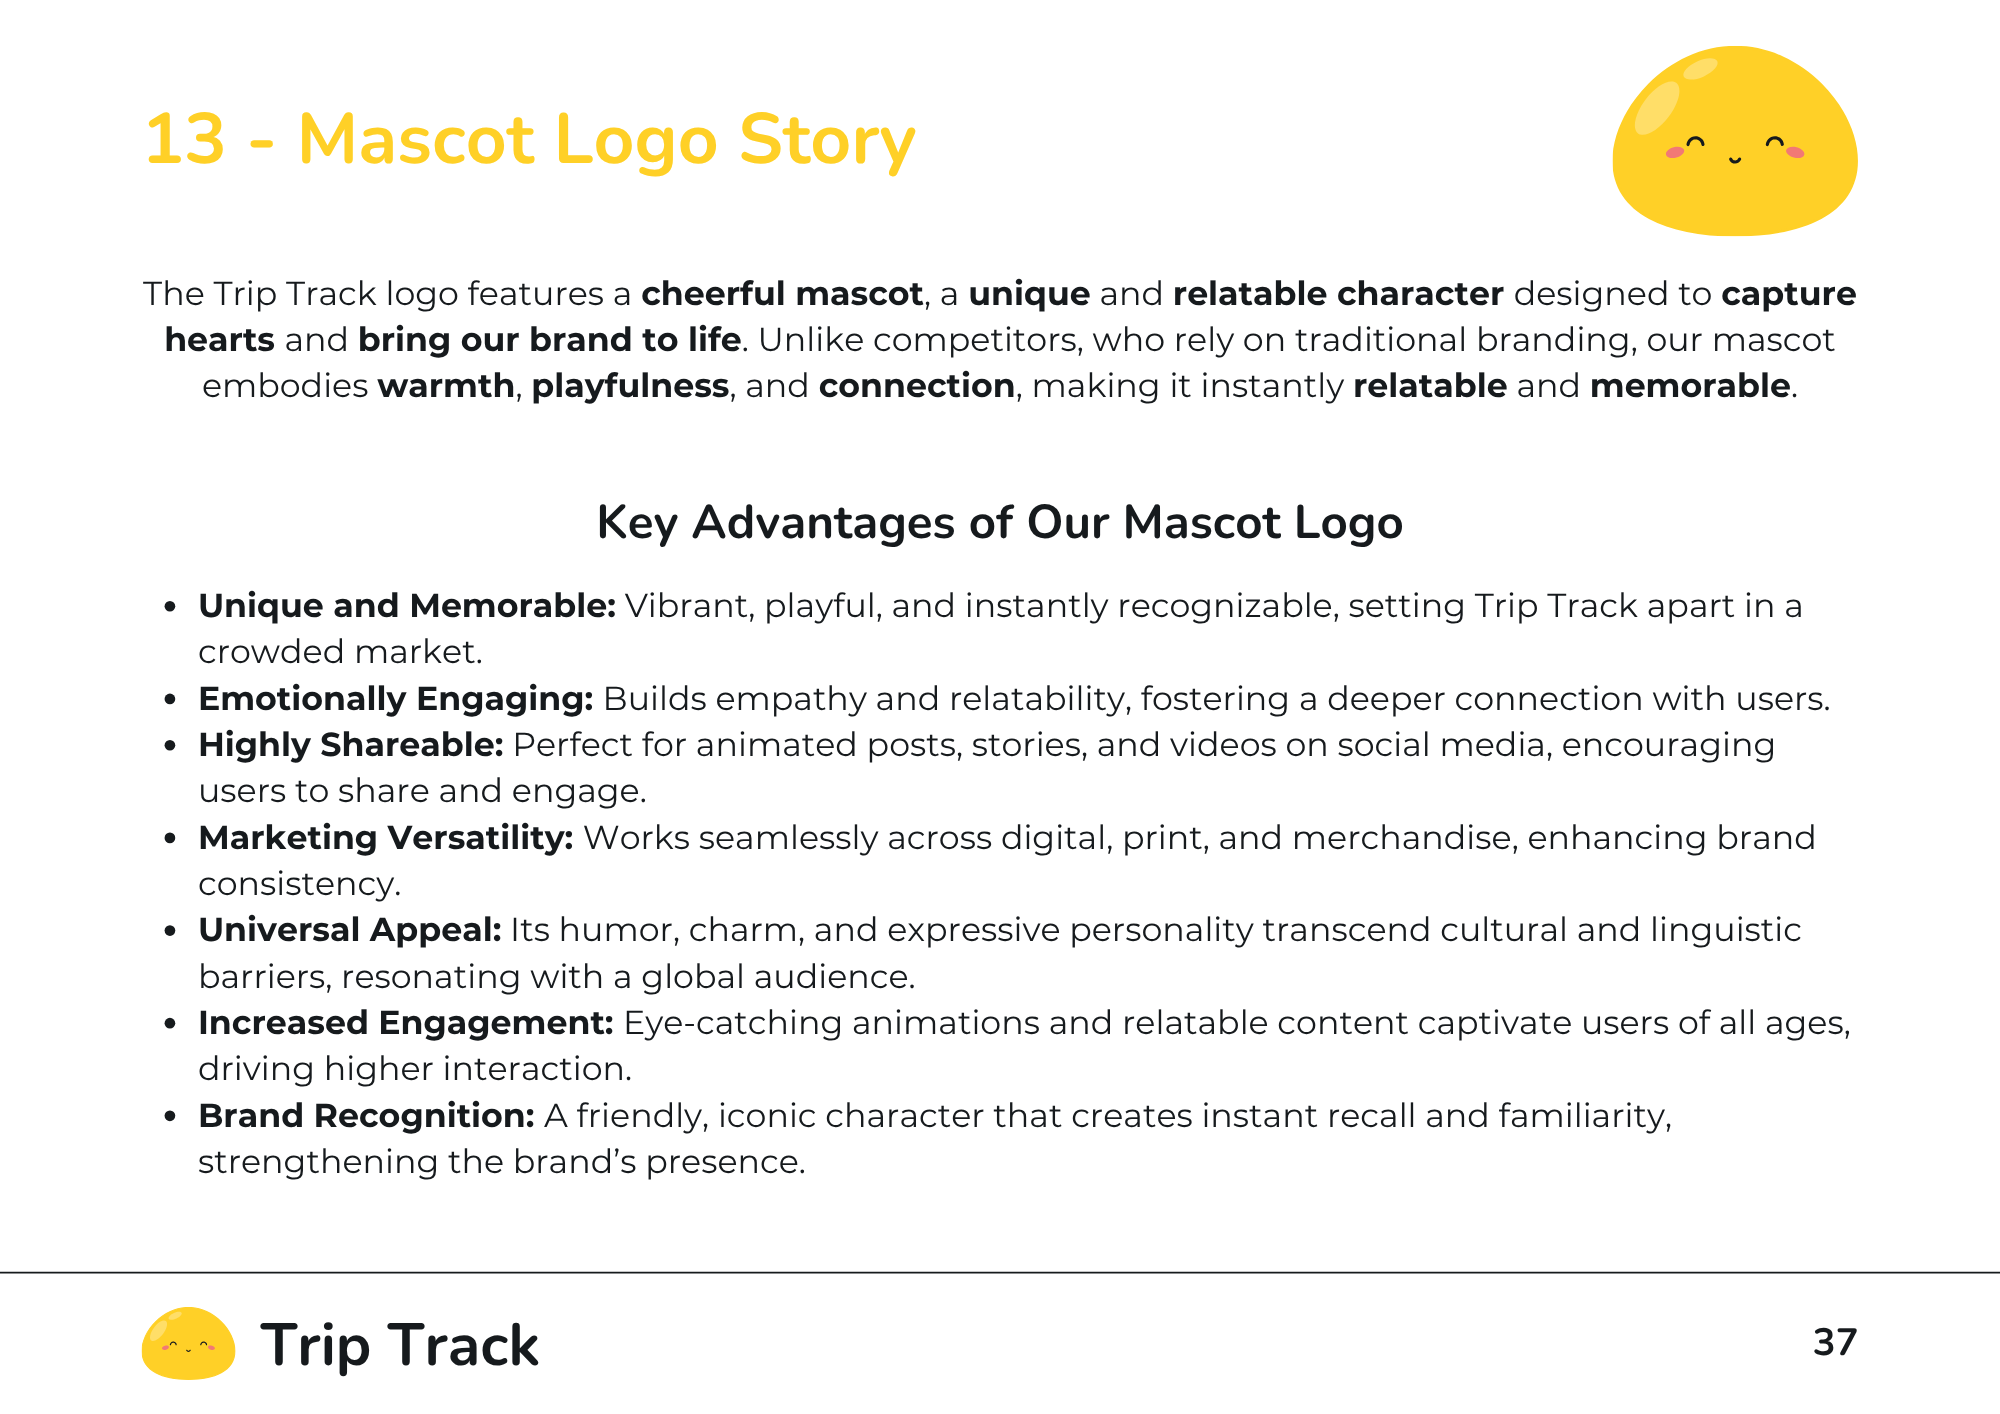 13 - Mascot Logo Story
The Trip Track logo features a cheerful mascot, a unique and relatable character designed to capture
hearts and bring our brand to life. Unlike competitors, who rely on traditional branding, our mascot
embodies warmth, playfulness, and connection, making it instantly relatable and memorable.
Key Advantages of Our Mascot Logo
• Unique and Memorable: Vibrant, playful, and instantly recognizable, setting Trip Track apart in a
crowded market.
• Emotionally Engaging: Builds empathy and relatability, fostering a deeper connection with users.
• Highly Shareable: Perfect for animated posts, stories, and videos on social media, encouraging
users to share and engage.
• Marketing Versatility: Works seamlessly across digital, print, and merchandise, enhancing brand
consistency.
• Universal Appeal: Its humor, charm, and expressive personality transcend cultural and linguistic
barriers, resonating with a global audience.
• Increased Engagement: Eye-catching animations and relatable content captivate users of all ages,
driving higher interaction.
• Brand Recognition: A friendly, iconic character that creates instant recall and familiarity,
strengthening the brand’s presence.
Trip Track
37